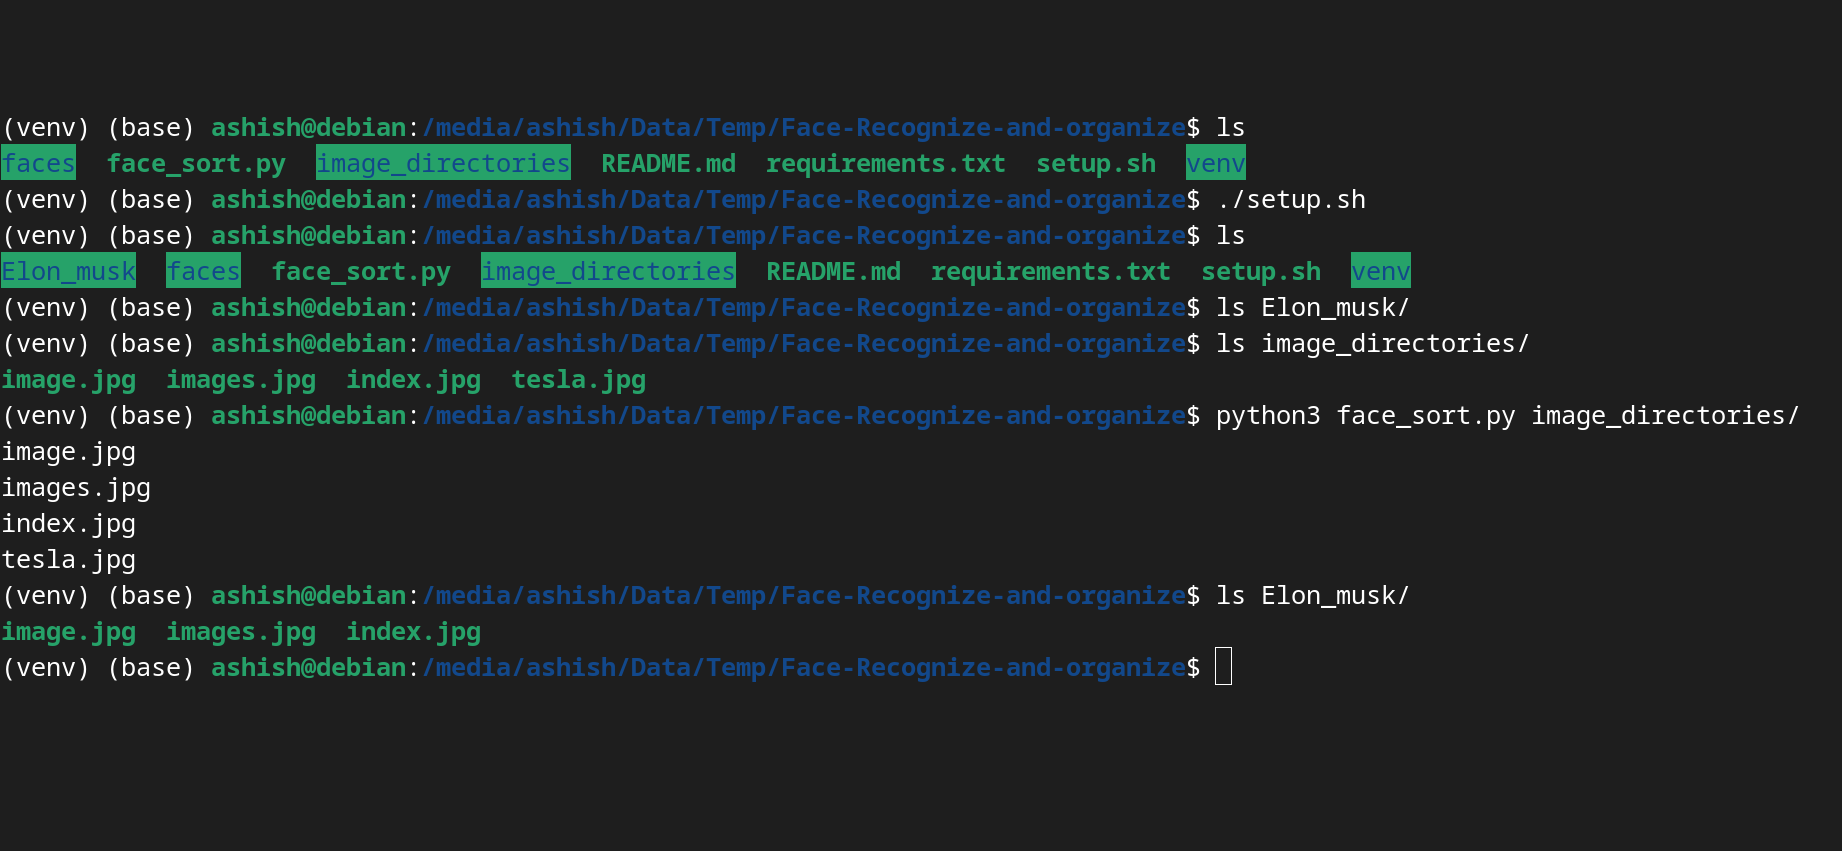 (venv) (base) ashish@debian:/media/ashish/Data/Temp/Face-Recognize-and-organize$ ls
faces  face_sort.py  image_directories  README.md  requirements.txt  setup.sh  venv
(venv) (base) ashish@debian:/media/ashish/Data/Temp/Face-Recognize-and-organize$ ./setup.sh
(venv) (base) ashish@debian:/media/ashish/Data/Temp/Face-Recognize-and-organize$ ls
Elon_musk  faces  face_sort.py  image_directories  README.md  requirements.txt  setup.sh  venv
(venv) (base) ashish@debian:/media/ashish/Data/Temp/Face-Recognize-and-organize$ ls Elon_musk/
(venv) (base) ashish@debian:/media/ashish/Data/Temp/Face-Recognize-and-organize$ ls image_directories/
image.jpg  images.jpg  index.jpg  tesla.jpg
(venv) (base) ashish@debian:/media/ashish/Data/Temp/Face-Recognize-and-organize$ python3 face_sort.py image_directories/
image.jpg
images.jpg
index.jpg
tesla.jpg
(venv) (base) ashish@debian:/media/ashish/Data/Temp/Face-Recognize-and-organize$ ls Elon_musk/
image.jpg  images.jpg  index.jpg
(venv) (base) ashish@debian:/media/ashish/Data/Temp/Face-Recognize-and-organize$